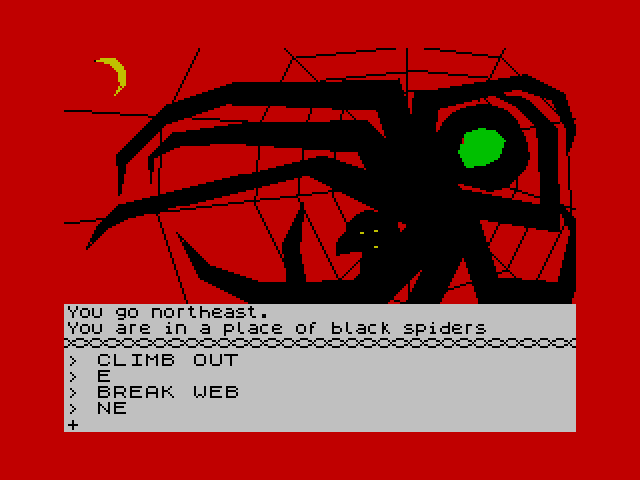 You go northeast.
You are in a place of black spiders
> CLIMB OUT
> E
> BREAK WEB
> NE
+